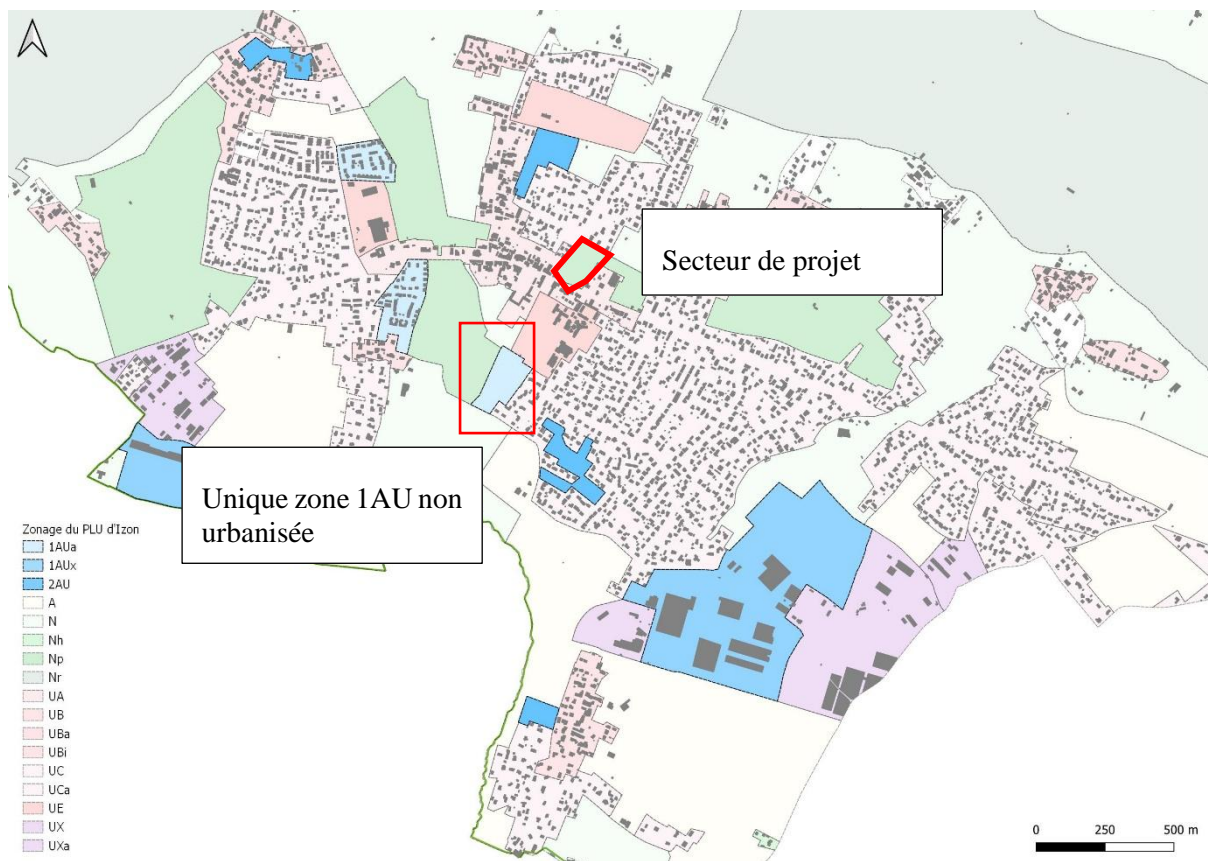 Secteur de projet
Unique zone 1AU non
urbanisée
Zonage du PLU d'Izon
1AUa
1AUx
2AU
A
N
Nh
Np
Nr
UA
UB
UBa
UBi
UC
UCa
UE
UX
UXa
0 250 500 m